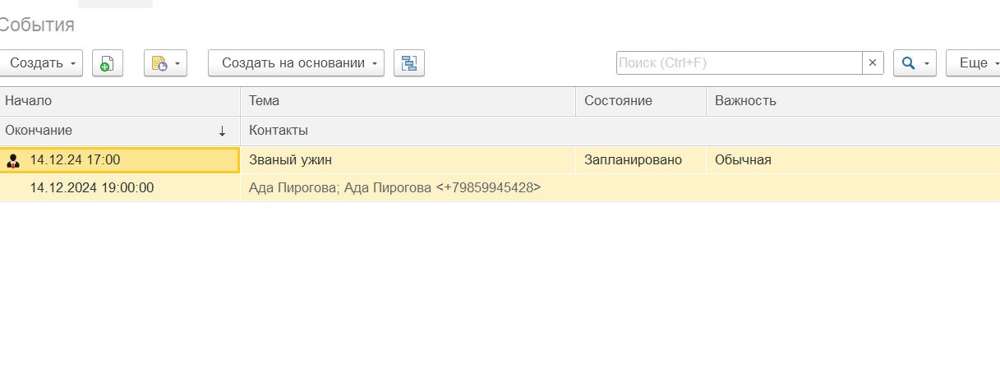 События
Создать Создать на основании Поиск (Ctrl+F) × Еще
Начало Тема Состояние Важность
Окончание ↓ Контакты
14.12.24 17:00 Званый ужин Запланировано Обычная
14.12.2024 19:00:00 Ада Пирогова; Ада Пирогова <+79859945428>